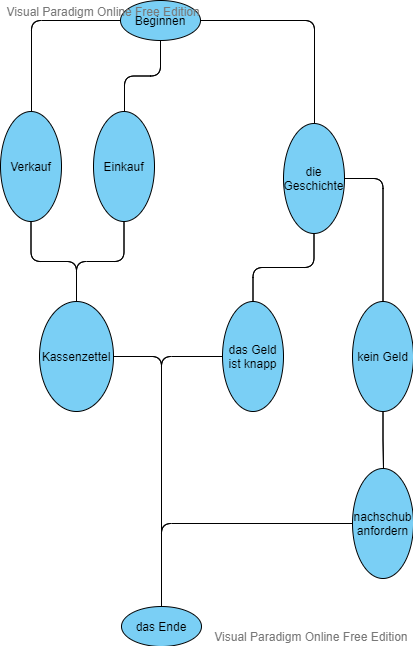 Visual Paradigm Online Free Edition
Beginnen
Verkauf
Einkauf
die
Geschichte
Kassenzettel
das Geld
ist knapp
kein Geld
nachschub
anfordern
das Ende
Visual Paradigm Online Free Edition